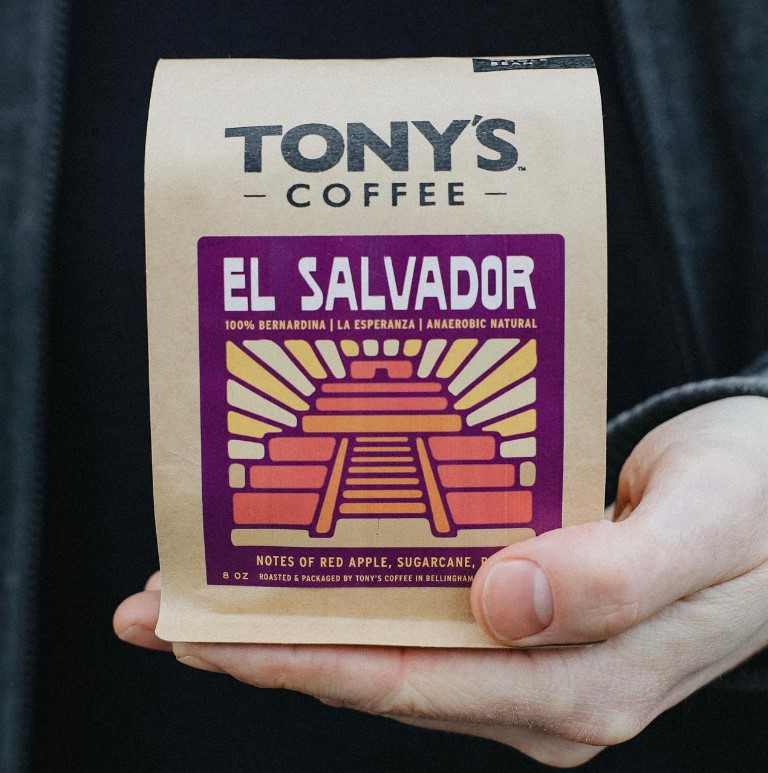 TONY'S™
— COFFEE —
EL SALVADOR
100% BERNARDINA | LA ESPERANZA | ANAEROBIC NATURAL
NOTES OF RED APPLE, SUGARCANE,
8 OZ ROASTED & PACKAGED BY TONY'S COFFEE IN BELLINGHAM